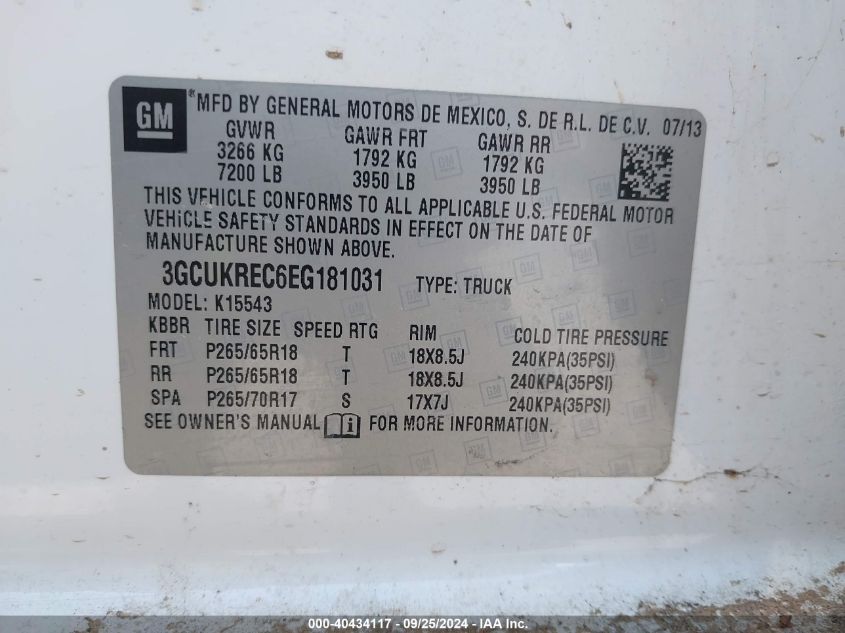 GM ® MFD BY GENERAL MOTORS DE MEXICO, S. DE R.L. DE C.V. 07/13
GVWR GAWR FRT GAWR RR
3266 KG 1792 KG 1792 KG
7200 LB 3950 LB 3950 LB
THIS VEHICLE CONFORMS TO ALL APPLICABLE U.S. FEDERAL MOTOR
VEHICLE SAFETY STANDARDS IN EFFECT ON THE DATE OF
MANUFACTURE SHOWN ABOVE.
3GCUKREC6EG181031 TYPE: TRUCK
MODEL: K15543
KBBR TIRE SIZE SPEED RTG RIM COLD TIRE PRESSURE
FRT P265/65R18 T 18X8.5J 240KPA(35PSI)
RR P265/65R18 T 18X8.5J 240KPA(35PSI)
SPA P265/70R17 S 17X7J 240KPA(35PSI)
SEE OWNER'S MANUAL i FOR MORE INFORMATION.
000-40434117 - 09/25/2024 - IAA Inc.